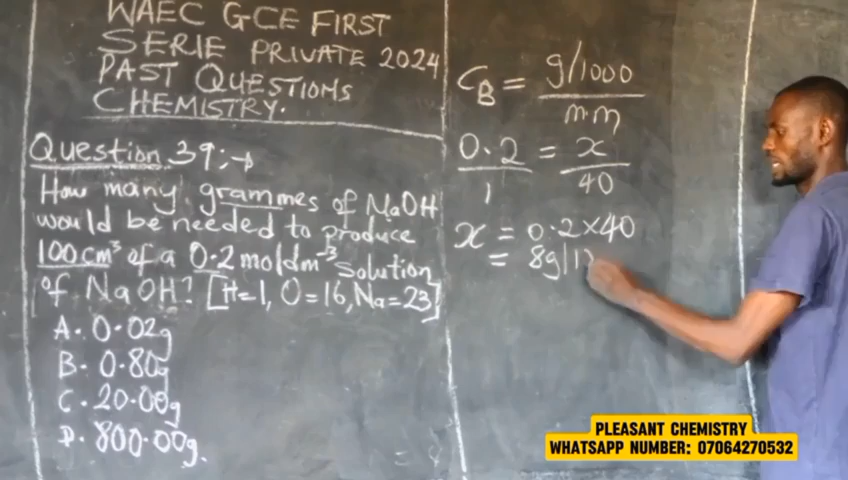 WAEC GCE FIRST
SERIE PRIVATE 2024
PAST QUESTIONS
CHEMISTRY.
Question 39:→
How many grammes of NaOH
would be needed to produce
100cm³ of a 0.2 moldm⁻³ solution
of NaOH? [H=1, O=16, Na=23]
A. 0.02g
B. 0.80g
C. 20.00g
D. 800.00g.
C_B = g/1000
m.m
0.2 = x
1 40
x = 0.2×40
= 8g/1
PLEASANT CHEMISTRY
WHATSAPP NUMBER: 07064270532